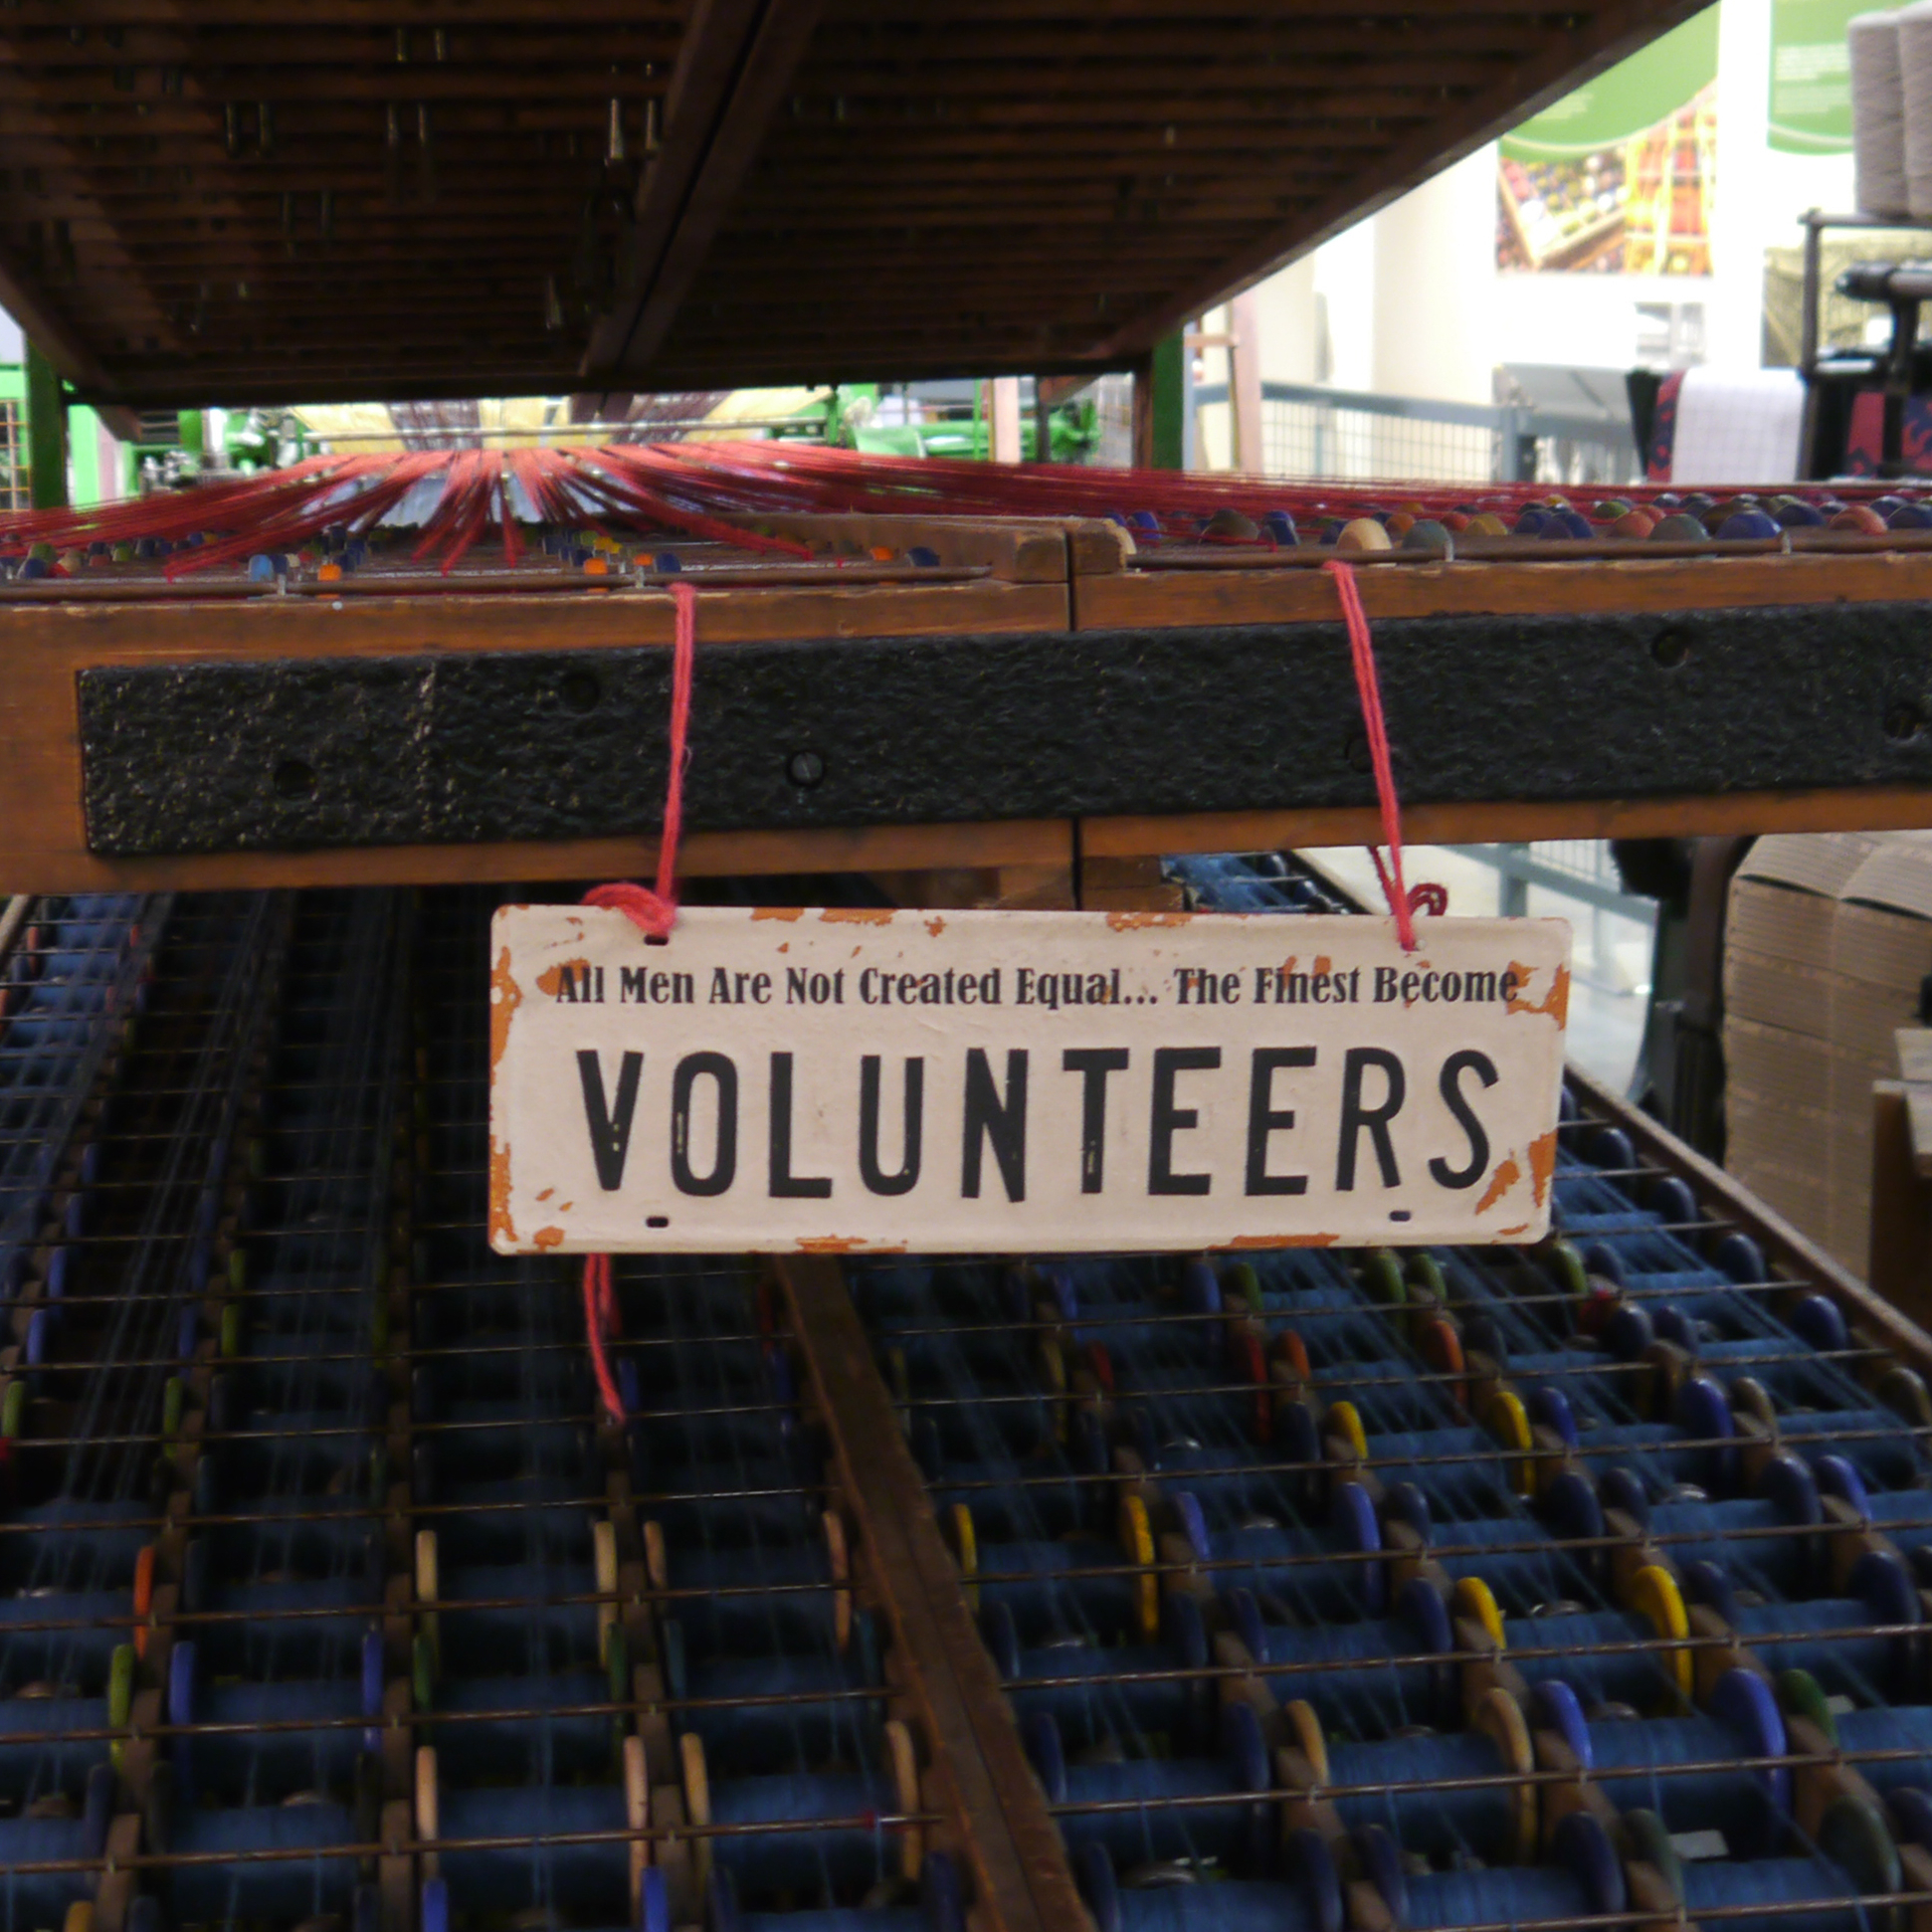 All Men Are Not Created Equal... The Finest Become
VOLUNTEERS